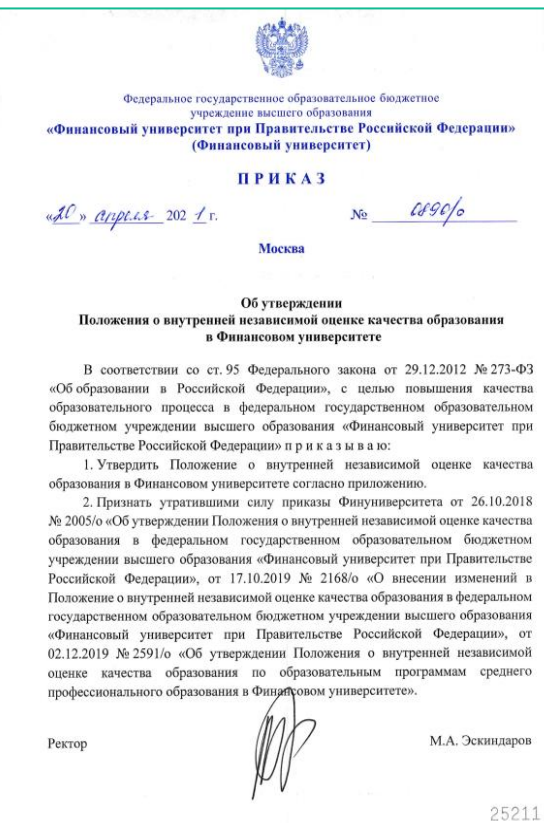 Федеральное государственное образовательное бюджетное
учреждение высшего образования
«Финансовый университет при Правительстве Российской Федерации»
(Финансовый университет)
ПРИКАЗ
«20» апреля 2021 г. № 0890/о
Москва
Об утверждении
Положения о внутренней независимой оценке качества образования
в Финансовом университете
В соответствии со ст. 95 Федерального закона от 29.12.2012 № 273-ФЗ
«Об образовании в Российской Федерации», с целью повышения качества
образовательного процесса в федеральном государственном образовательном
бюджетном учреждении высшего образования «Финансовый университет при
Правительстве Российской Федерации» п р и к а з ы в а ю:
1. Утвердить Положение о внутренней независимой оценке качества
образования в Финансовом университете согласно приложению.
2. Признать утратившими силу приказы Финуниверситета от 26.10.2018
№ 2005/о «Об утверждении Положения о внутренней независимой оценке качества
образования в федеральном государственном образовательном бюджетном
учреждении высшего образования «Финансовый университет при Правительстве
Российской Федерации», от 17.10.2019 № 2168/о «О внесении изменений в
Положение о внутренней независимой оценке качества образования в федеральном
государственном образовательном бюджетном учреждении высшего образования
«Финансовый университет при Правительстве Российской Федерации», от
02.12.2019 № 2591/о «Об утверждении Положения о внутренней независимой
оценке качества образования по образовательным программам среднего
профессионального образования в Финансовом университете».
Ректор М.А. Эскиндаров
25211